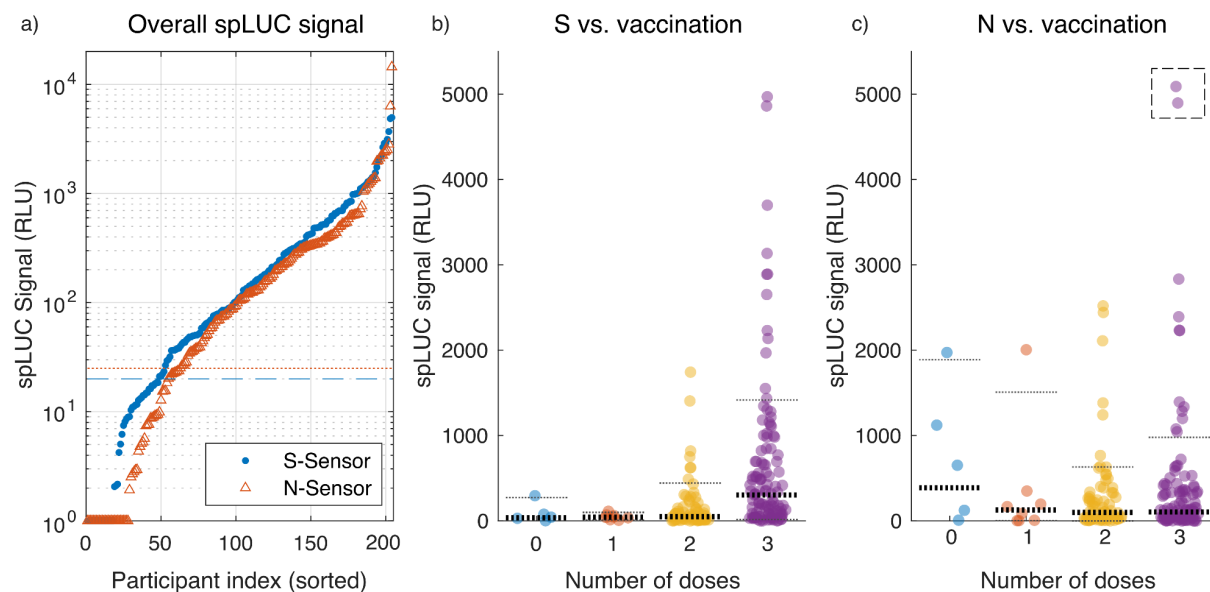 a) Overall spLUC signal
spLUC Signal (RLU)
10^4
10^3
10^2
10^1
10^0
0 50 100 150 200
Participant index (sorted)
S-Sensor
N-Sensor
b) S vs. vaccination
spLUC signal (RLU)
5000
4000
3000
2000
1000
0
0 1 2 3
Number of doses
c) N vs. vaccination
spLUC signal (RLU)
5000
4000
3000
2000
1000
0
0 1 2 3
Number of doses